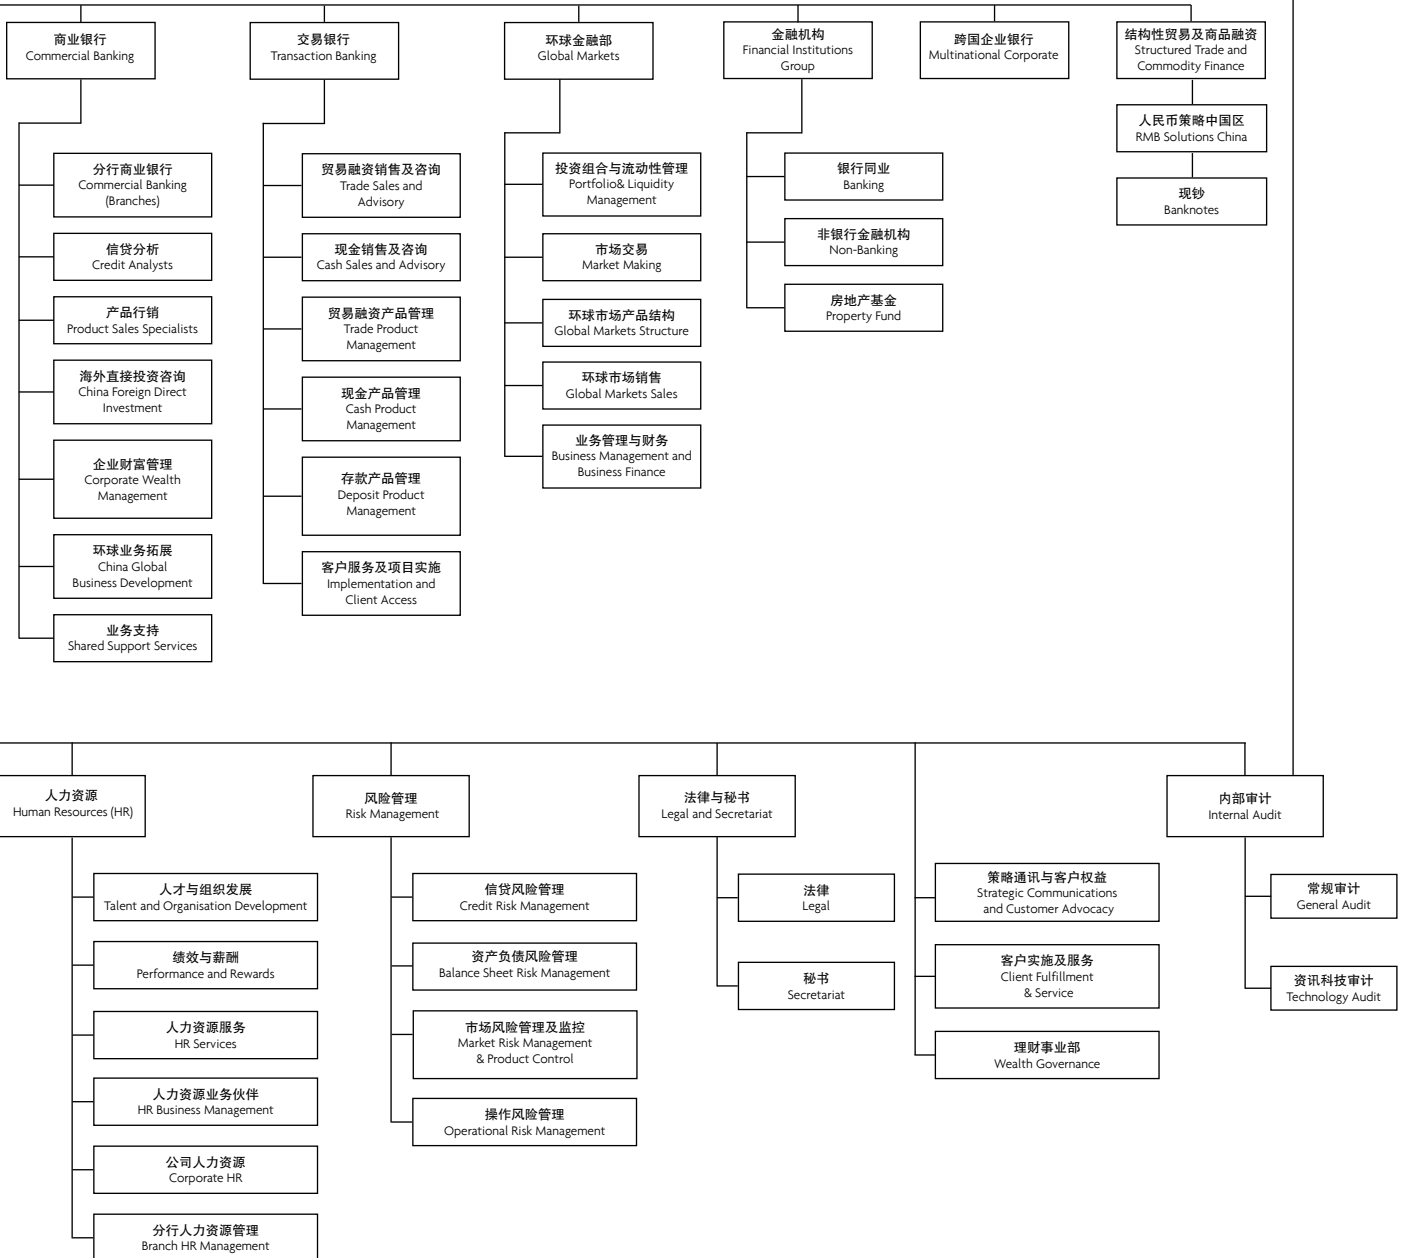 商业银行
Commercial Banking
交易银行
Transaction Banking
环球金融部
Global Markets
金融机构
Financial Institutions
Group
跨国企业银行
Multinational Corporate
结构性贸易及商品融资
Structured Trade and
Commodity Finance
人民币策略中国区
RMB Solutions China
现钞
Banknotes
分行商业银行
Commercial Banking
(Branches)
信贷分析
Credit Analysts
产品行销
Product Sales Specialists
海外直接投资咨询
China Foreign Direct
Investment
企业财富管理
Corporate Wealth
Management
环球业务拓展
China Global
Business Development
业务支持
Shared Support Services
贸易融资销售及咨询
Trade Sales and
Advisory
现金销售及咨询
Cash Sales and Advisory
贸易融资产品管理
Trade Product
Management
现金产品管理
Cash Product
Management
存款产品管理
Deposit Product
Management
客户服务及项目实施
Implementation and
Client Access
投资组合与流动性管理
Portfolio& Liquidity
Management
市场交易
Market Making
环球市场产品结构
Global Markets Structure
环球市场销售
Global Markets Sales
业务管理与财务
Business Management and
Business Finance
银行同业
Banking
非银行金融机构
Non-Banking
房地产基金
Property Fund
人力资源
Human Resources (HR)
风险管理
Risk Management
法律与秘书
Legal and Secretariat
内部审计
Internal Audit
人才与组织发展
Talent and Organisation Development
绩效与薪酬
Performance and Rewards
人力资源服务
HR Services
人力资源业务伙伴
HR Business Management
公司人力资源
Corporate HR
分行人力资源管理
Branch HR Management
信贷风险管理
Credit Risk Management
资产负债风险管理
Balance Sheet Risk Management
市场风险管理及监控
Market Risk Management
& Product Control
操作风险管理
Operational Risk Management
法律
Legal
秘书
Secretariat
策略通讯与客户权益
Strategic Communications
and Customer Advocacy
客户实施及服务
Client Fulfillment
& Service
理财事业部
Wealth Governance
常规审计
General Audit
资讯科技审计
Technology Audit